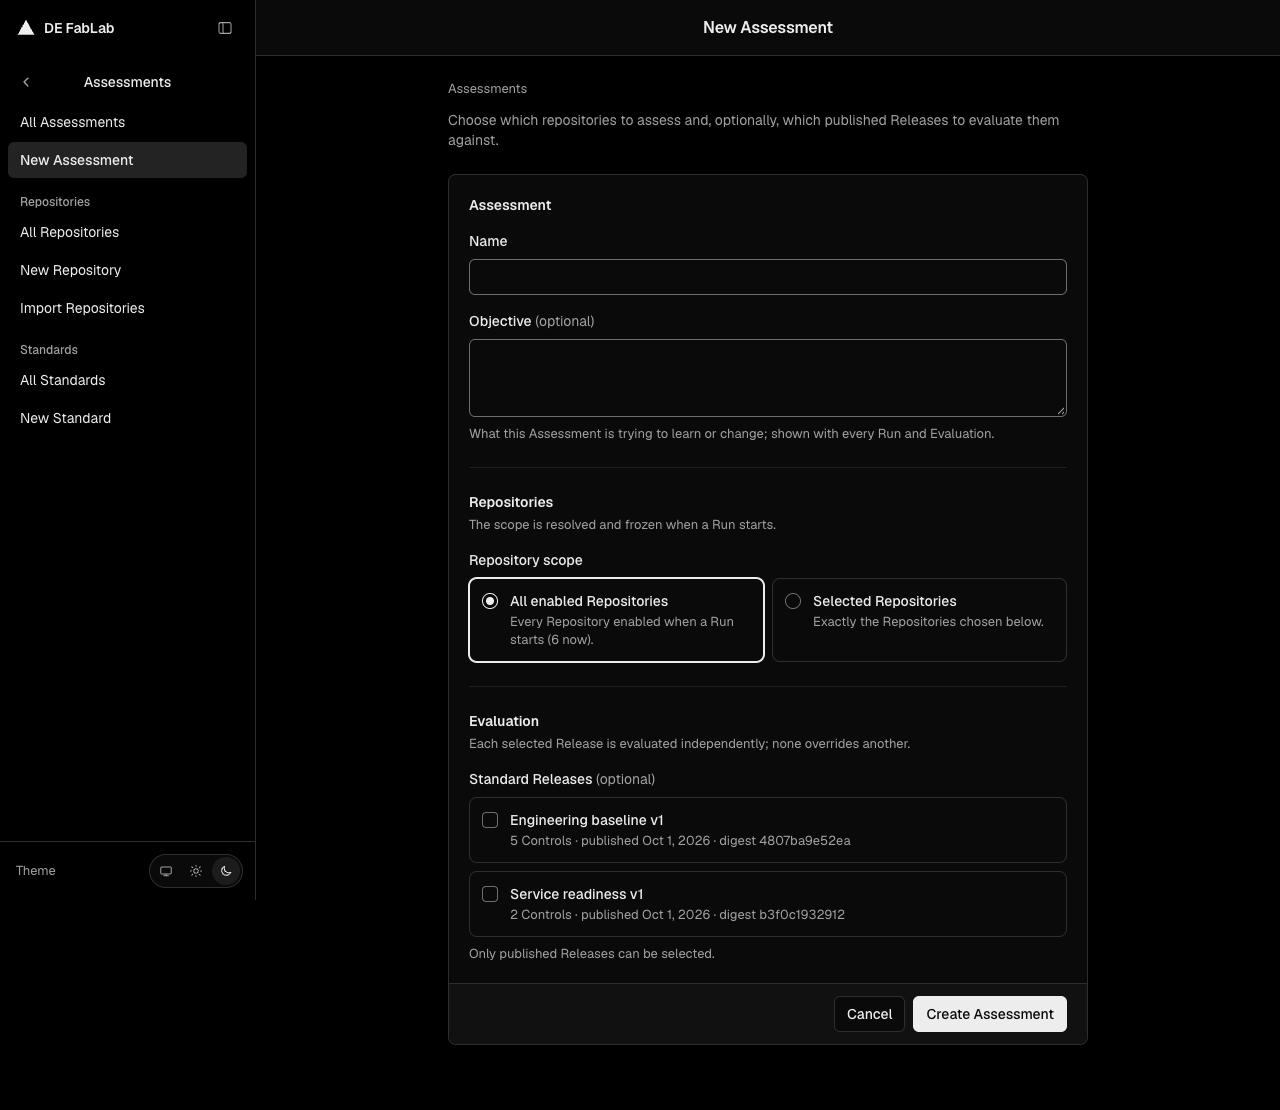 DE FabLab
Assessments
All Assessments
New Assessment
Repositories
All Repositories
New Repository
Import Repositories
Standards
All Standards
New Standard
Theme
New Assessment
Assessments
Choose which repositories to assess and, optionally, which published Releases to evaluate them
against.
Assessment
Name
Objective (optional)
What this Assessment is trying to learn or change; shown with every Run and Evaluation.
Repositories
The scope is resolved and frozen when a Run starts.
Repository scope
All enabled Repositories
Every Repository enabled when a Run
starts (6 now).
Selected Repositories
Exactly the Repositories chosen below.
Evaluation
Each selected Release is evaluated independently; none overrides another.
Standard Releases (optional)
Engineering baseline v1
5 Controls · published Oct 1, 2026 · digest 4807ba9e52ea
Service readiness v1
2 Controls · published Oct 1, 2026 · digest b3f0c1932912
Only published Releases can be selected.
Cancel
Create Assessment